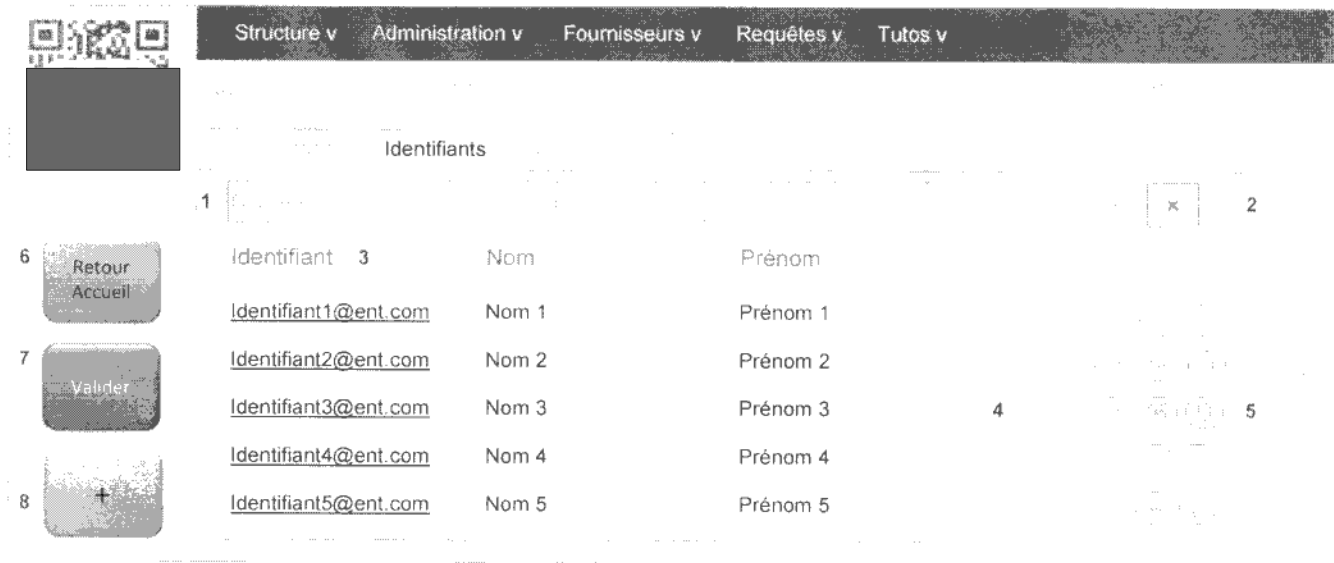 Structure v Administration v Fournisseurs v Requêtes v Tutos v
Identifiants
1 × 2
6 Retour Accueil
Identifiant 3 Nom Prénom
Identifiant1@ent.com Nom 1 Prénom 1
7 Valider
Identifiant2@ent.com Nom 2 Prénom 2
Identifiant3@ent.com Nom 3 Prénom 3 4 5
Identifiant4@ent.com Nom 4 Prénom 4
8 +
Identifiant5@ent.com Nom 5 Prénom 5